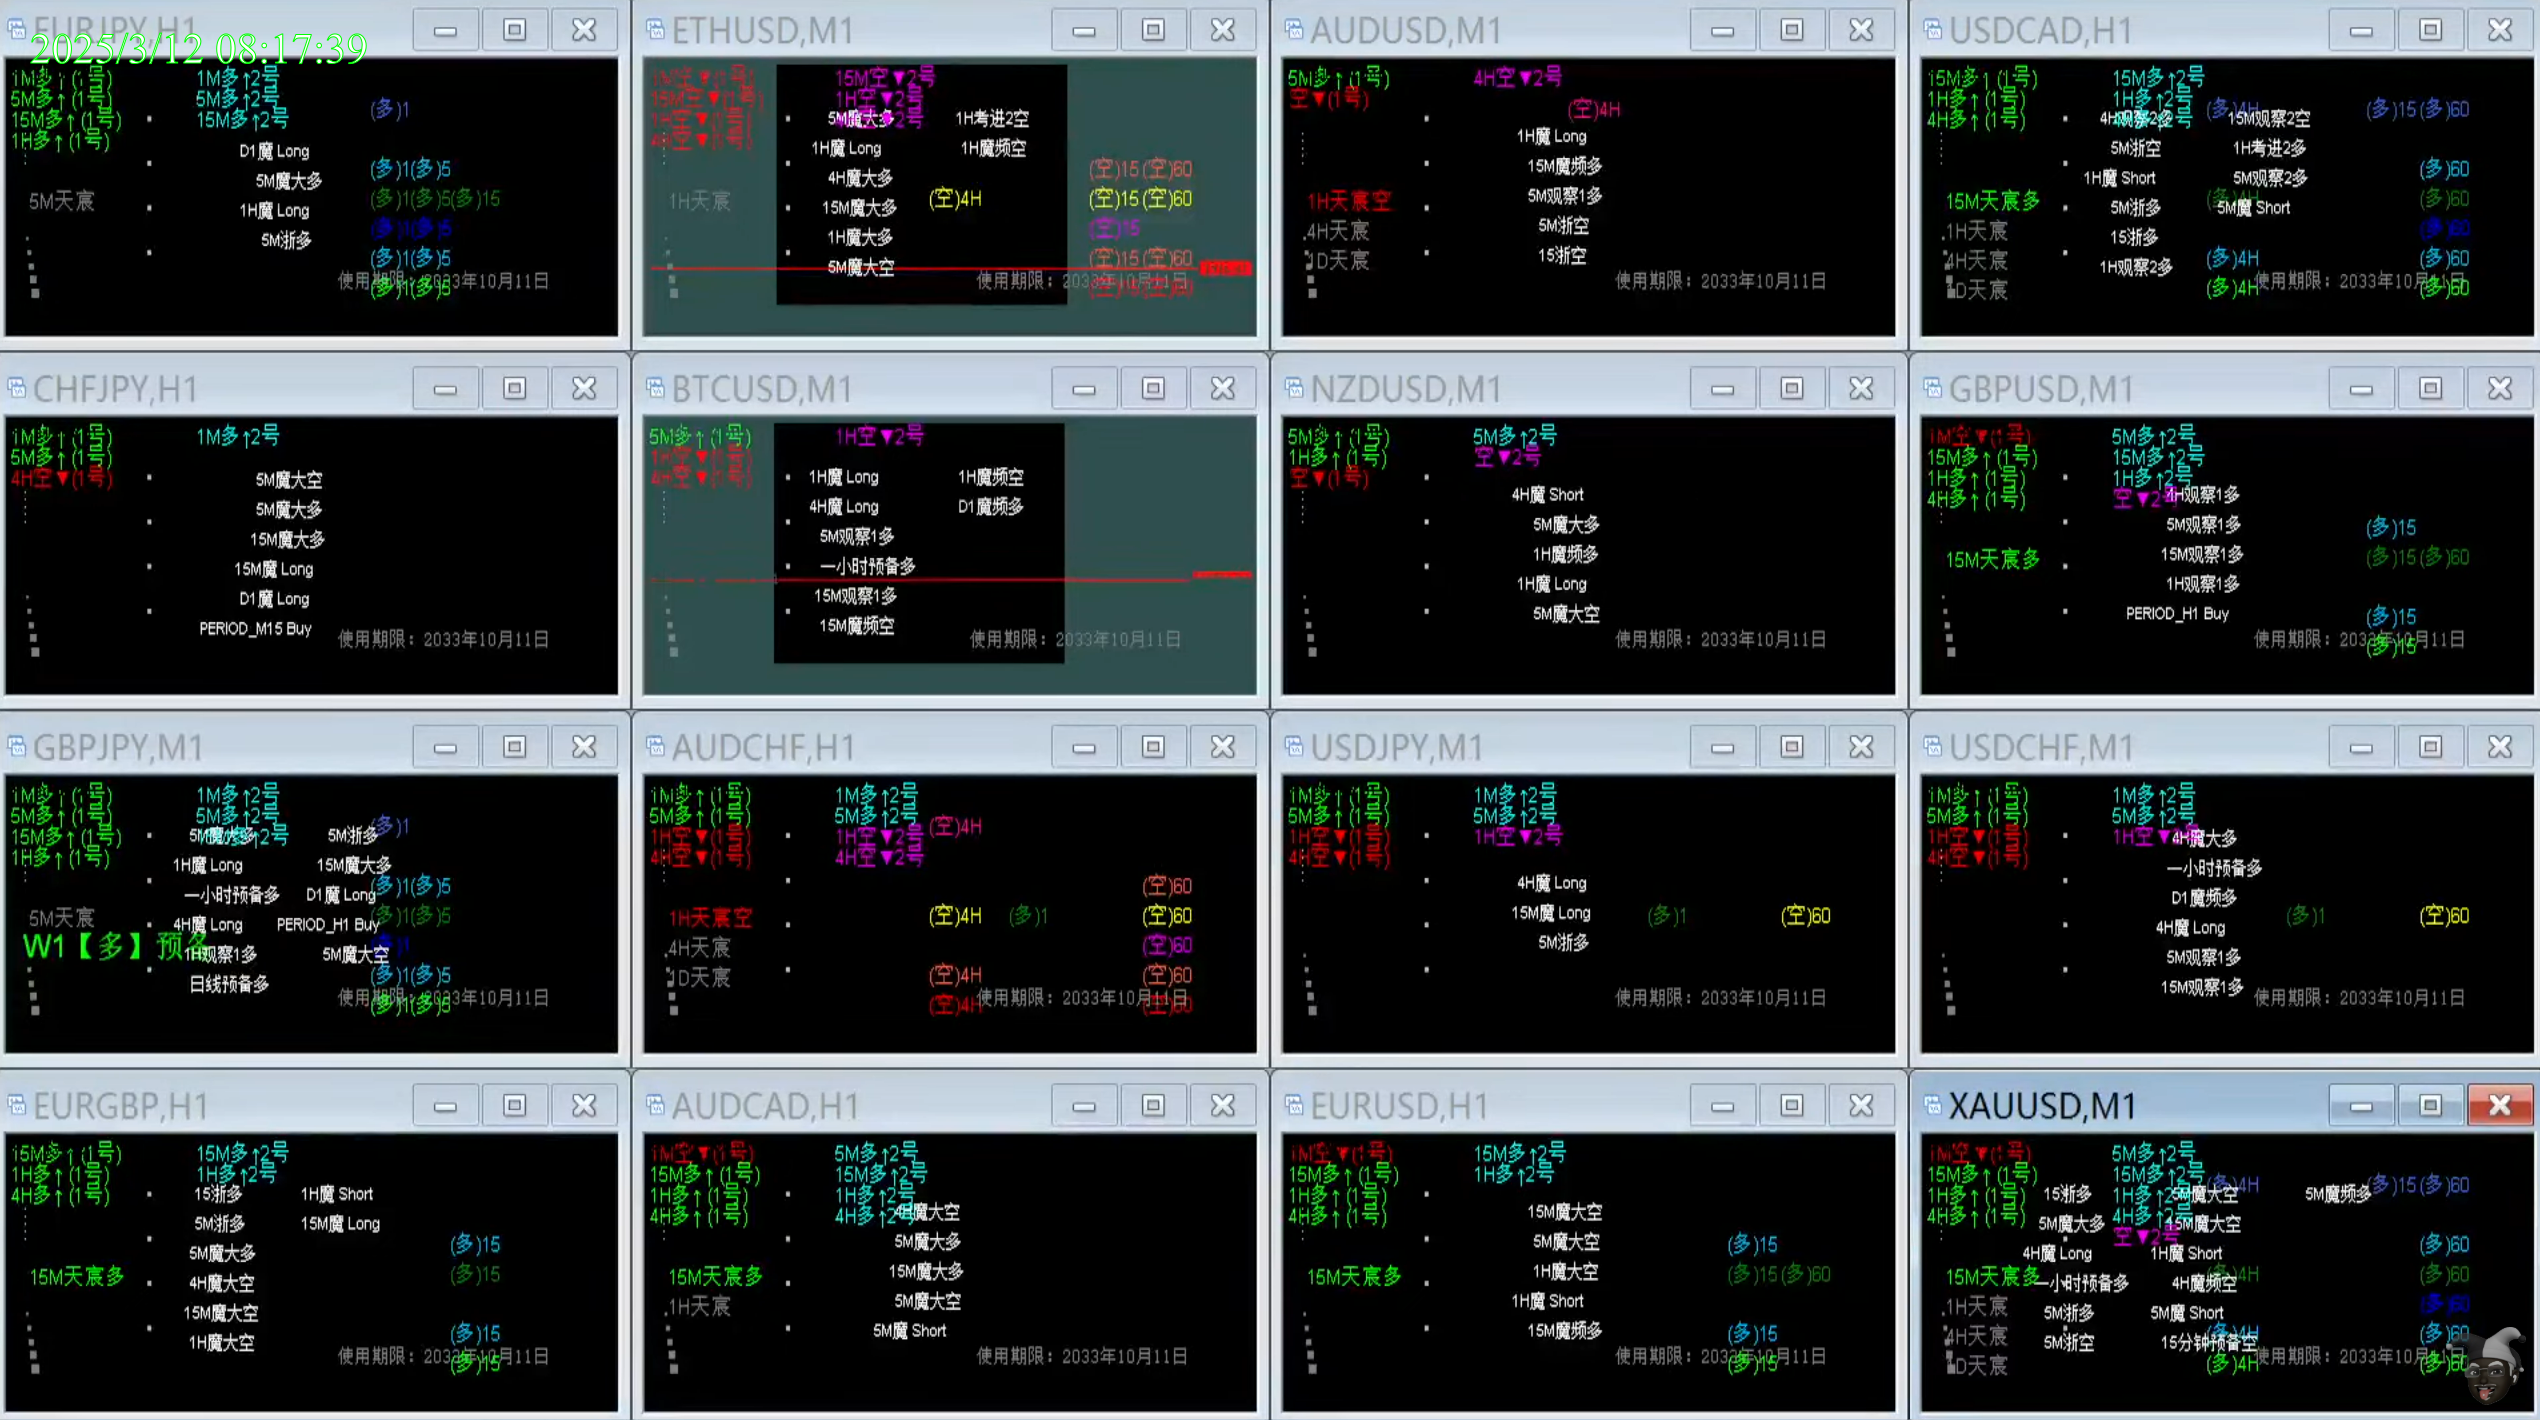 EURJPY,H1
2025/3/12 08:17:39
1M多↑(1号)
5M多↑(1号)
15M多↑(1号)
1H多↑(1号)
1M多↑2号
5M多↑2号
15M多↑2号
(多)1
D1魔 Long
5M魔大多
1H魔 Long
5M浙多
5M天宸
(多)1(多)5
(多)1(多)5(多)15
(多)1(多)5
(多)1(多)5
使用期限：2033年10月11日
(多)1(多)5
ETHUSD,M1
1M空▼(1号)
15M空▼(1号)
1H空▼(1号)
4H空▼(1号)
15M空▼2号
1H空▼2号
5M魔大多
1H考进2空
1H魔 Long
1H魔频空
4H魔大多
15M魔大多
1H魔大多
5M魔大空
1H天宸
(空)4H
(空)15(空)60
(空)15(空)60
(空)15
(空)15(空)60
使用期限：2033年10月11日
AUDUSD,M1
5M多↑(1号)
空▼(1号)
4H空▼2号
(空)4H
1H魔 Long
15M魔频多
5M观察1多
5M浙空
15浙空
1H天宸空
4H天宸
1D天宸
使用期限：2033年10月11日
USDCAD,H1
15M多↑(1号)
1H多↑(1号)
4H多↑(1号)
15M多↑2号
1H多↑2号
(多)4H
(多)15(多)60
4H观察2多
15M观察2空
5M浙空
1H考进2多
1H魔 Short
5M观察2多
5M浙多
5M魔 Short
15浙多
1H观察2多
15M天宸多
1H天宸
4H天宸
1D天宸
(多)60
(多)60
(多)60
(多)4H
(多)60
(多)4H
(多)60
使用期限：2033年10月11日
CHFJPY,H1
1M多↑(1号)
5M多↑(1号)
4H空▼(1号)
1M多↑2号
5M魔大空
5M魔大多
15M魔大多
15M魔 Long
D1魔 Long
PERIOD_M15 Buy
使用期限：2033年10月11日
BTCUSD,M1
5M多↑(1号)
1H空▼(1号)
4H空▼(1号)
1H空▼2号
1H魔 Long
1H魔频空
4H魔 Long
D1魔频多
5M观察1多
一小时预备多
15M观察1多
15M魔频空
使用期限：2033年10月11日
NZDUSD,M1
5M多↑(1号)
1H多↑(1号)
空▼(1号)
5M多↑2号
空▼2号
4H魔 Short
5M魔大多
1H魔频多
1H魔 Long
5M魔大空
使用期限：2033年10月11日
GBPUSD,M1
1M空▼(1号)
15M多↑(1号)
1H多↑(1号)
4H多↑(1号)
5M多↑2号
15M多↑2号
1H多↑2号
空▼2号
4H观察1多
5M观察1多
15M观察1多
1H观察1多
PERIOD_H1 Buy
15M天宸多
(多)15
(多)15(多)60
(多)15
(多)15
使用期限：2033年10月11日
GBPJPY,M1
1M多↑(1号)
5M多↑(1号)
15M多↑(1号)
1H多↑(1号)
1M多↑2号
5M多↑2号
15M多↑2号
(多)1
5M魔大多
5M浙多
1H魔 Long
15M魔大多
一小时预备多
D1魔 Long
4H魔 Long
PERIOD_H1 Buy
1H观察1多
5M魔大空
日线预备多
5M天宸
W1【多】预备
(多)1(多)5
(多)1(多)5
(多)1
(多)1(多)5
(多)1(多)5
使用期限：2033年10月11日
AUDCHF,H1
1M多↑(1号)
5M多↑(1号)
1H空▼(1号)
4H空▼(1号)
1M多↑2号
5M多↑2号
1H空▼2号
4H空▼2号
(空)4H
(空)60
1H天宸空
(空)4H
(多)1
(空)60
4H天宸
(空)60
1D天宸
(空)4H
(空)60
(空)4H
(空)60
使用期限：2033年10月11日
USDJPY,M1
1M多↑(1号)
5M多↑(1号)
1H空▼(1号)
4H空▼(1号)
1M多↑2号
5M多↑2号
1H空▼2号
4H魔 Long
15M魔 Long
5M浙多
(多)1
(空)60
使用期限：2033年10月11日
USDCHF,M1
1M多↑(1号)
5M多↑(1号)
1H空▼(1号)
4H空▼(1号)
1M多↑2号
5M多↑2号
1H空▼2号
4H魔大多
一小时预备多
D1魔频多
4H魔 Long
5M观察1多
15M观察1多
(多)1
(空)60
使用期限：2033年10月11日
EURGBP,H1
15M多↑(1号)
1H多↑(1号)
4H多↑(1号)
15M多↑2号
1H多↑2号
15浙多
1H魔 Short
5M浙多
15M魔 Long
5M魔大多
4H魔大空
15M魔大空
1H魔大空
15M天宸多
(多)15
(多)15
(多)15
(多)15
使用期限：2033年10月11日
AUDCAD,H1
1M空▼(1号)
15M多↑(1号)
1H多↑(1号)
4H多↑(1号)
5M多↑2号
15M多↑2号
1H多↑2号
4H多↑2号
4H魔大空
5M魔大多
15M魔大多
5M魔大空
5M魔 Short
15M天宸多
1H天宸
使用期限：2033年10月11日
EURUSD,H1
1M空▼(1号)
15M多↑(1号)
1H多↑(1号)
4H多↑(1号)
15M多↑2号
1H多↑2号
15M魔大空
5M魔大空
1H魔大空
1H魔 Short
15M魔频多
15M天宸多
(多)15
(多)15(多)60
(多)15
(多)15
使用期限：2033年10月11日
XAUUSD,M1
1M空▼(1号)
15M多↑(1号)
1H多↑(1号)
4H多↑(1号)
5M多↑2号
15M多↑2号
1H多↑2号
4H多↑2号
空▼2号
(多)4H
(多)15(多)60
15浙多
5M魔大空
5M魔频多
5M魔大多
15M魔大空
4H魔 Long
1H魔 Short
一小时预备多
4H魔频空
5M浙多
5M魔 Short
5M浙空
15分钟预备空
15M天宸多
1H天宸
4H天宸
1D天宸
(多)60
(多)4H
(多)60
(多)60
(多)4H
(多)60
(多)4H
(多)60
使用期限：2033年10月11日